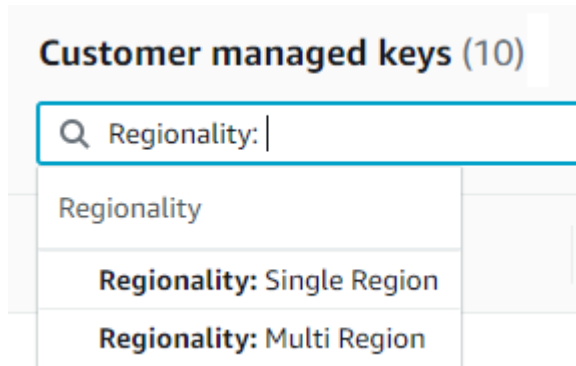 Customer managed keys (10)
Regionality:
Regionality
Regionality: Single Region
Regionality: Multi Region